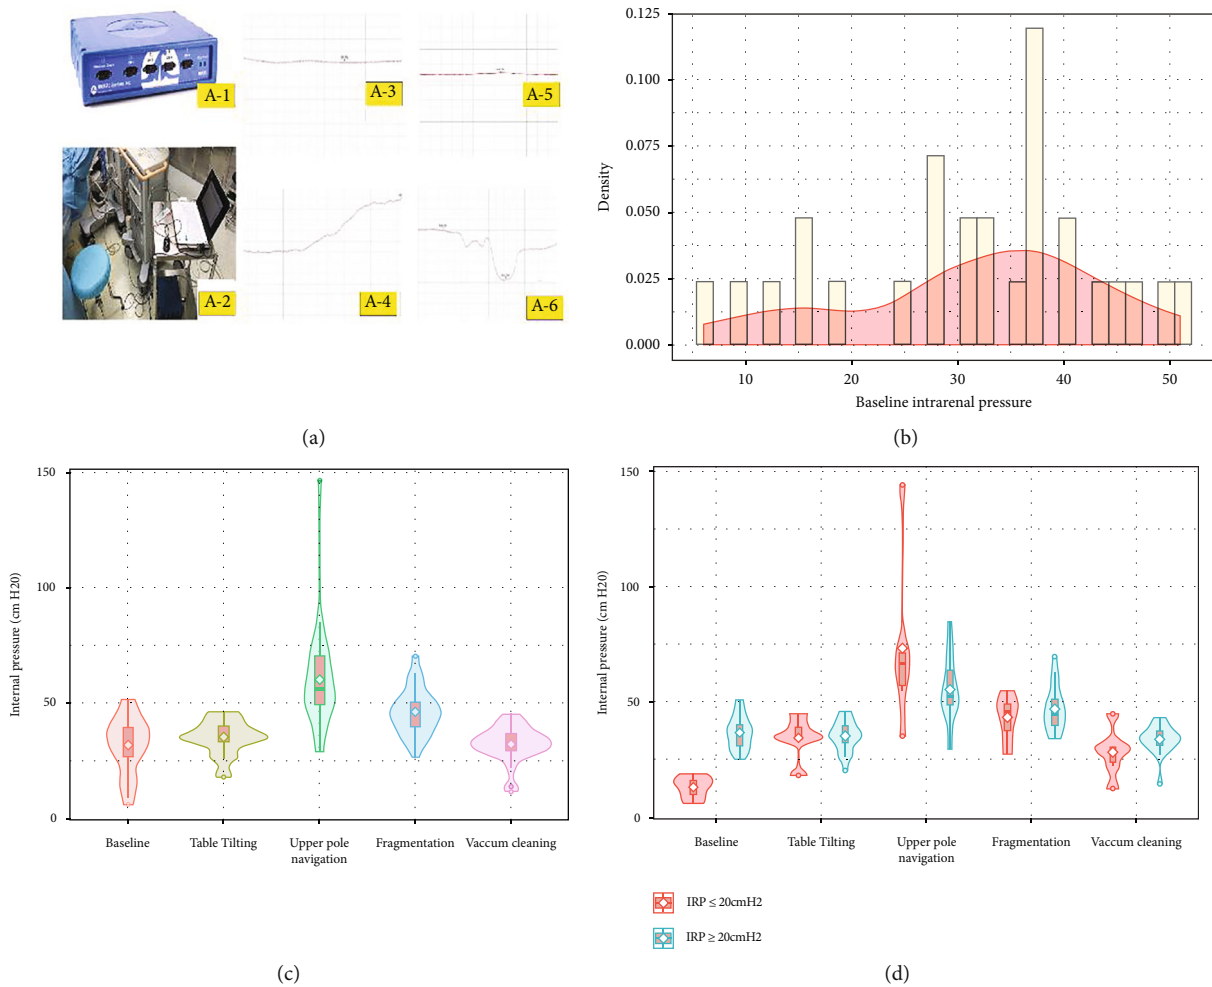 A-1
A-3
A-5
A-2
A-4
A-6
(a)
0.125
0.100
0.075
0.050
0.025
0.000
Density
10 20 30 40 50
Baseline intrarenal pressure
(b)
150
100
50
0
Internal pressure (cm H20)
Baseline Table Tilting Upper pole Fragmentation Vaccum cleaning
navigation
(c)
150
100
50
0
Internal pressure (cm H20)
Baseline Table Tilting Upper pole Fragmentation Vaccum cleaning
navigation
IRP ≤ 20cmH2
IRP ≥ 20cmH2
(d)